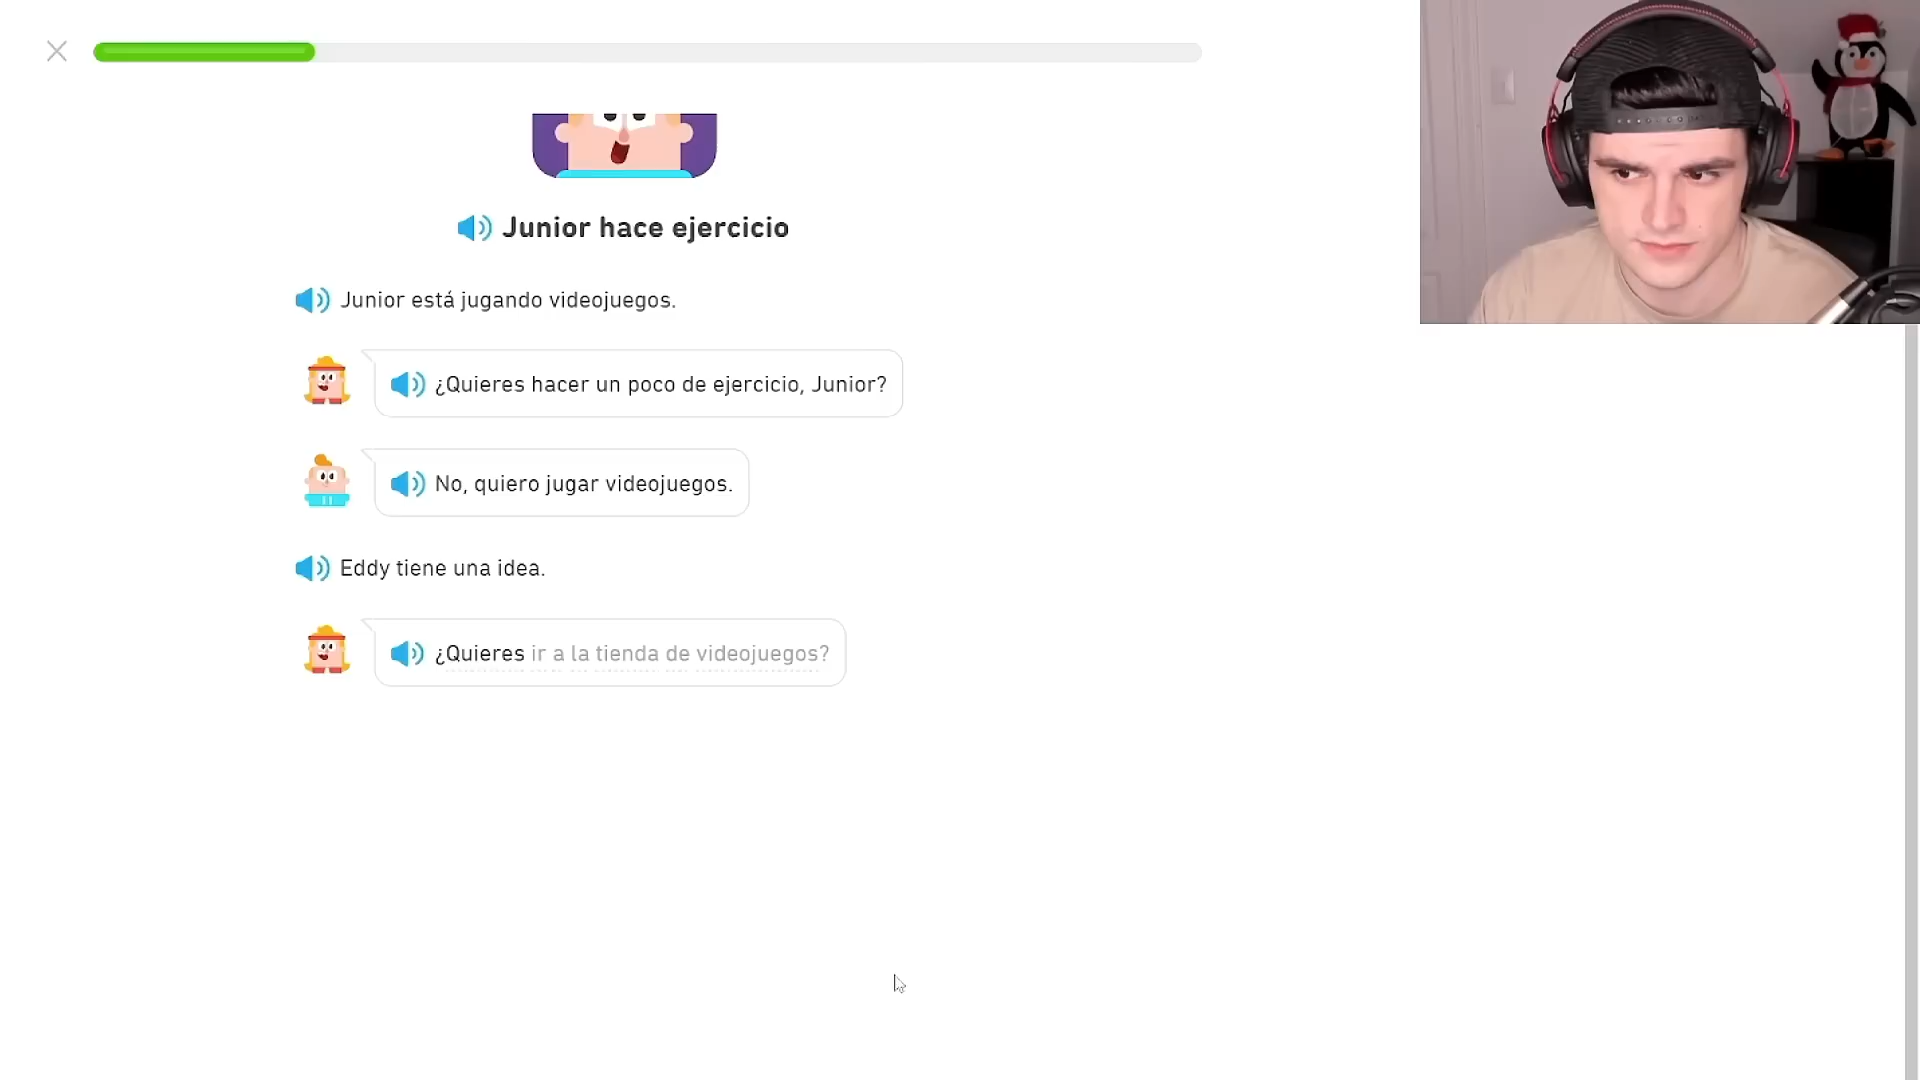 Junior hace ejercicio
Junior está jugando videojuegos.
¿Quieres hacer un poco de ejercicio, Junior?
No, quiero jugar videojuegos.
Eddy tiene una idea.
¿Quieres ir a la tienda de videojuegos?